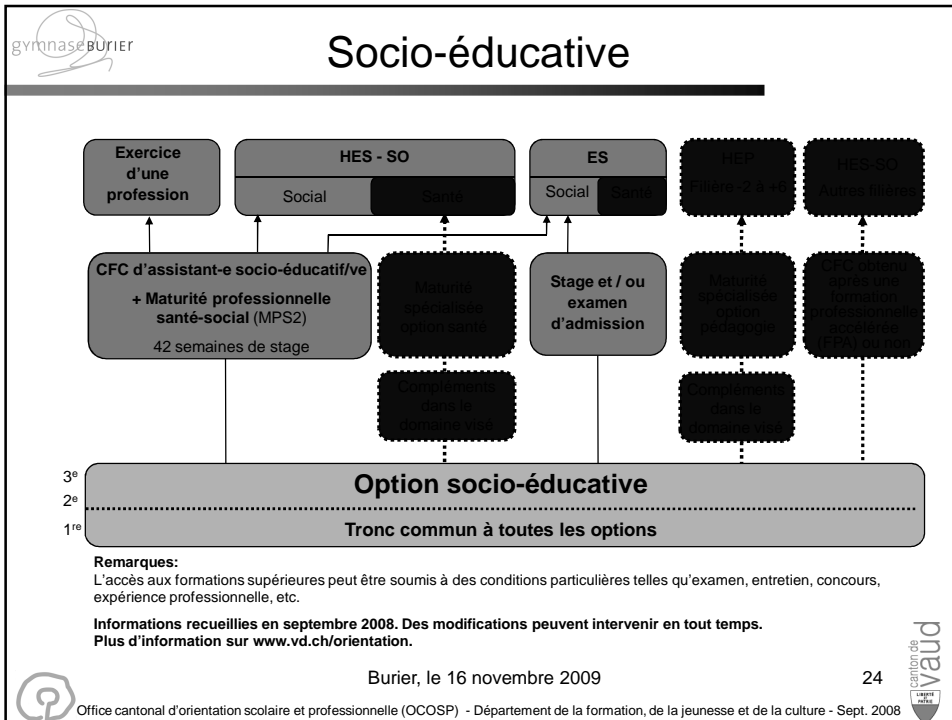 gymnaseBURIER
Socio-éducative
Exercice
d'une
profession
HES - SO
Social
Santé
ES
Social
Santé
HEP
Filière -2 à +6
HES-SO
Autres filières
CFC d'assistant-e socio-éducatif/ve
+ Maturité professionnelle
santé-social (MPS2)
42 semaines de stage
Maturité
spécialisée
option santé
Stage et / ou
examen
d'admission
Maturité
spécialisée
option
pédagogie
CFC obtenu
après une
formation
professionnelle
accélérée
(FPA) ou non
Compléments
dans le
domaine visé
Compléments
dans le
domaine visé
3e
2e
1re
Option socio-éducative
Tronc commun à toutes les options
Remarques:
L'accès aux formations supérieures peut être soumis à des conditions particulières telles qu'examen, entretien, concours,
expérience professionnelle, etc.
Informations recueillies en septembre 2008. Des modifications peuvent intervenir en tout temps.
Plus d'information sur www.vd.ch/orientation.
Burier, le 16 novembre 2009
24
Office cantonal d'orientation scolaire et professionnelle (OCOSP) - Département de la formation, de la jeunesse et de la culture - Sept. 2008
canton de
Vaud
LIBERTÉ
ET
PATRIE